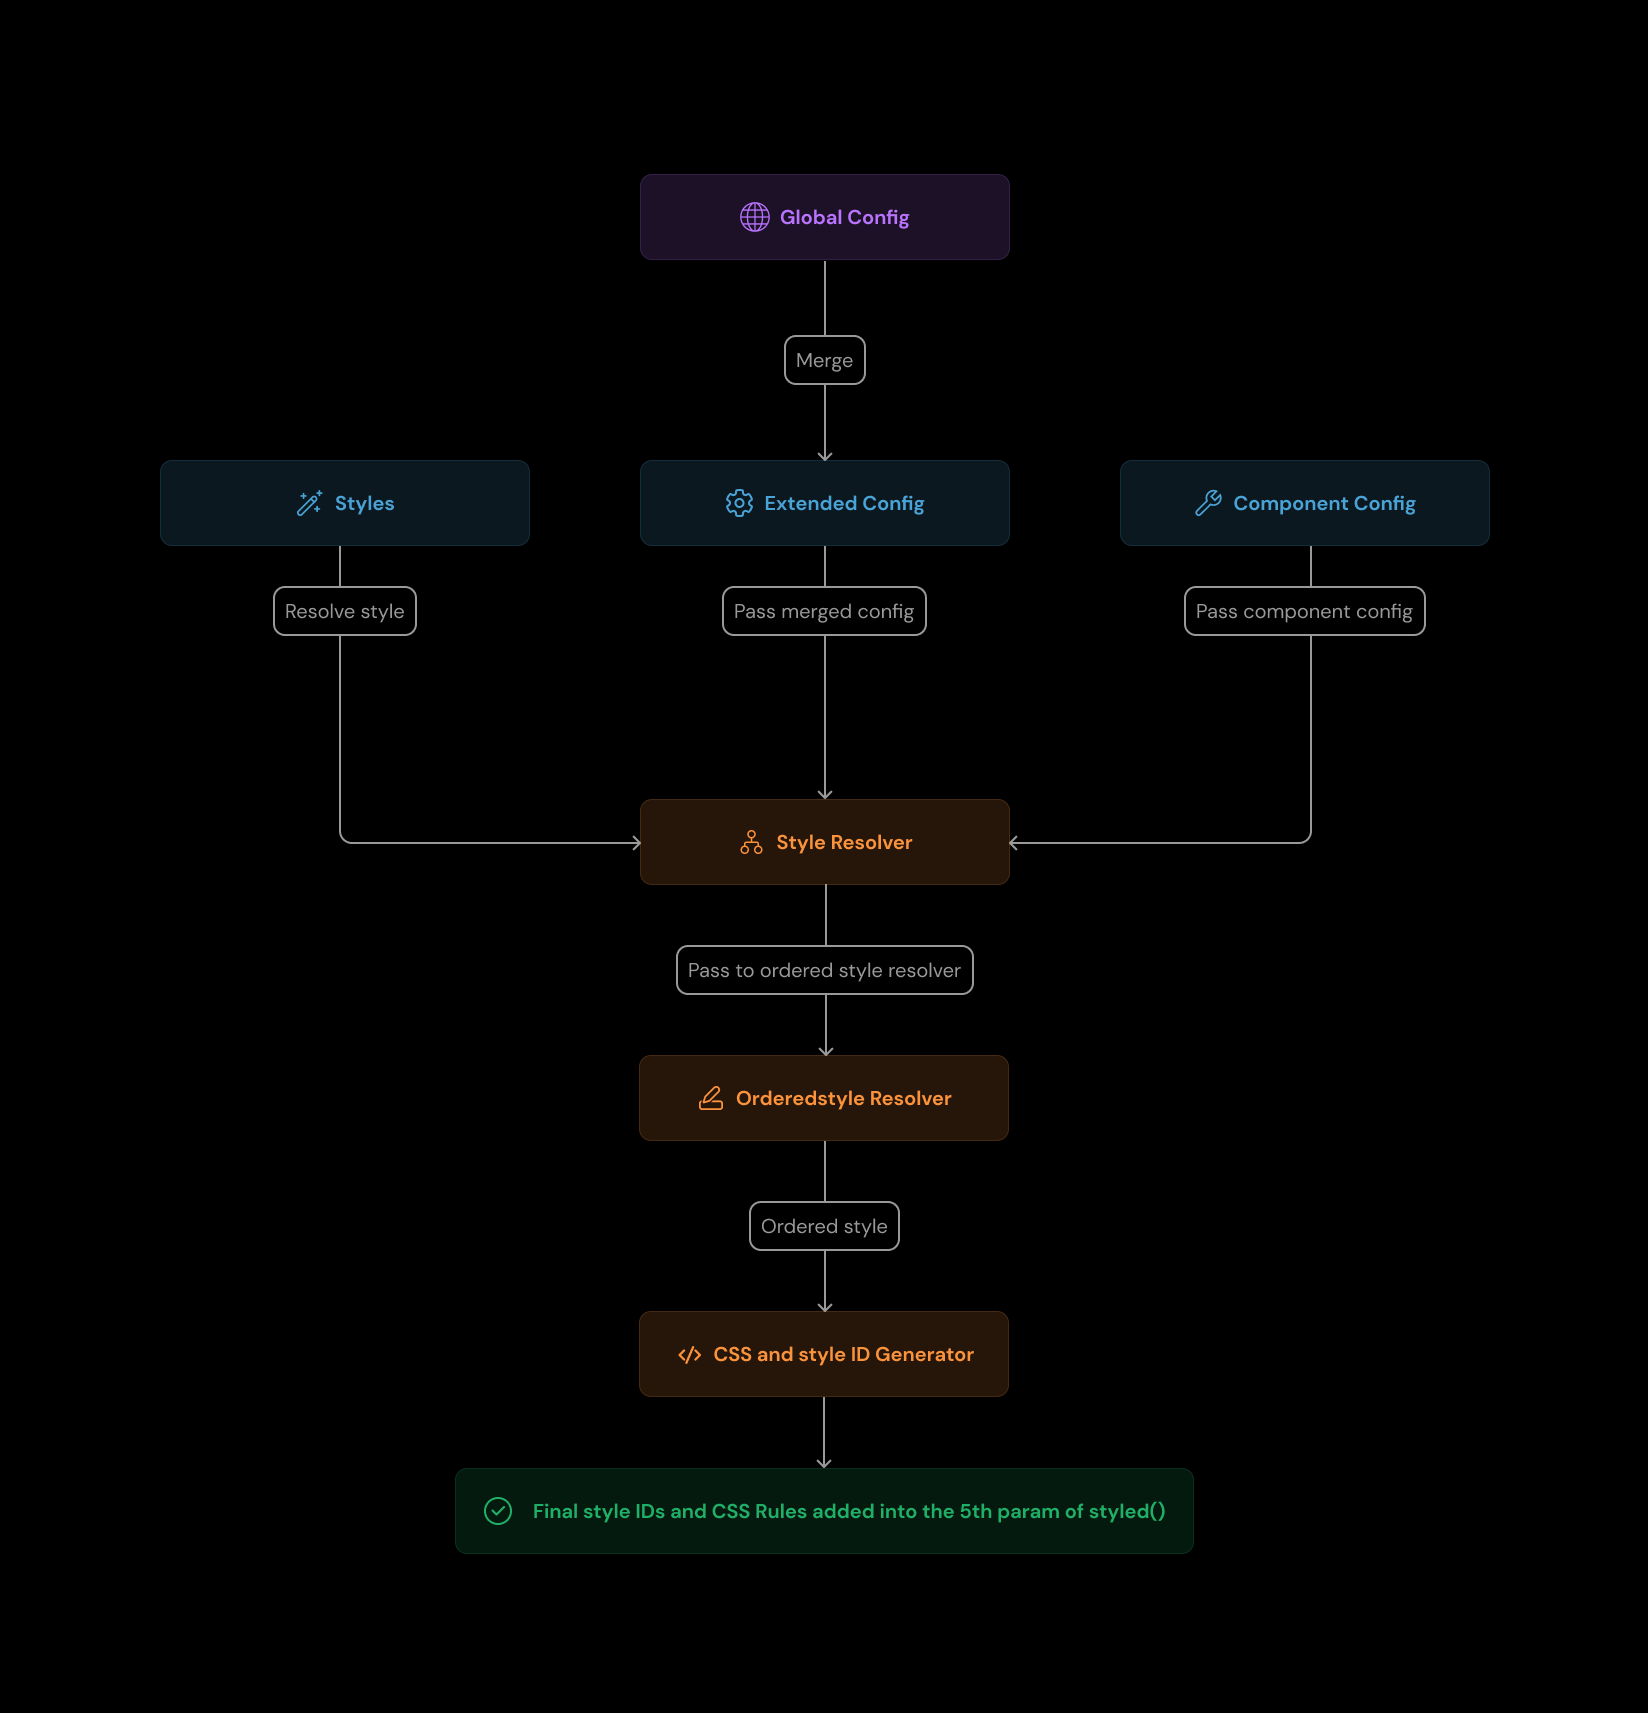 Global Config
Merge
Styles
Extended Config
Component Config
Resolve style
Pass merged config
Pass component config
Style Resolver
Pass to ordered style resolver
Orderedstyle Resolver
Ordered style
CSS and style ID Generator
Final style IDs and CSS Rules added into the 5th param of styled()